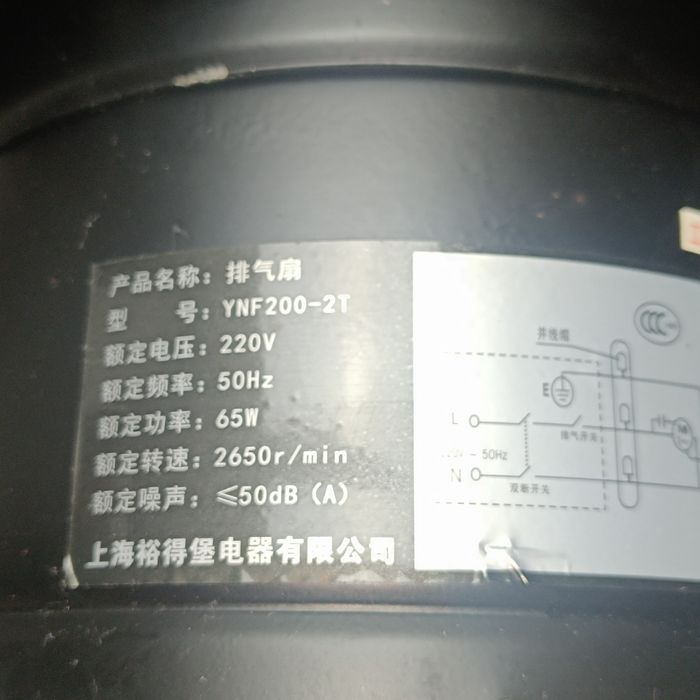 产品名称：排气扇
型　　号：YNF200-2T
额定电压：220V
额定频率：50Hz
额定功率：65W
额定转速：2650r/min
额定噪声：≤50dB（A）
上海裕得堡电器有限公司
CCC
并线帽
E
L
排气开关
220V ~ 50Hz
N
双断开关